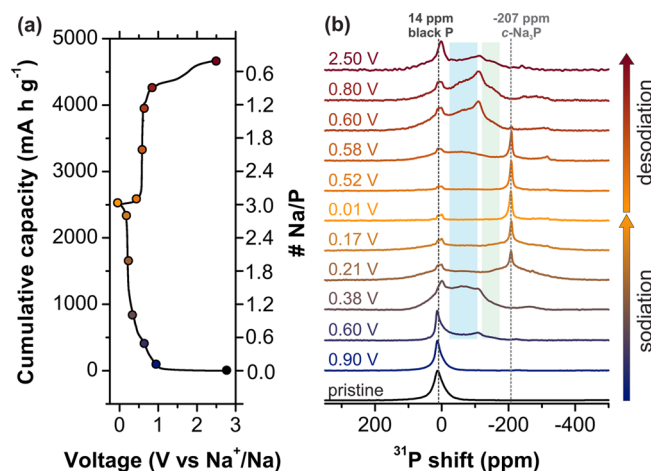 (a)
5000
4000
3000
2000
1000
0
Cumulative capacity (mA h g⁻¹)
0.6
1.2
1.8
2.4
3.0
2.4
1.8
1.2
0.6
0.0
# Na/P
0 1 2 3
Voltage (V vs Na⁺/Na)
(b)
14 ppm
black P
-207 ppm
c-Na₃P
2.50 V
0.80 V
0.60 V
0.58 V
0.52 V
0.01 V
0.17 V
0.21 V
0.38 V
0.60 V
0.90 V
pristine
desodiation
sodiation
200 0 -200 -400
³¹P shift (ppm)